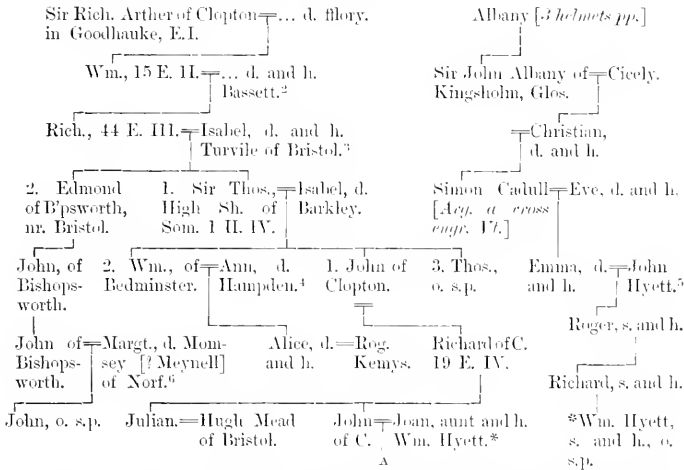 Sir Rich. Arther of Clopton=... d. fflory.
in Goodhauke, E.I.
Albany [3 helmets pp.]
Wm., 15 E. II.=... d. and h.
Bassett.2
Sir John Albany of=Cicely.
Kingsholm, Glos.
Rich., 44 E. III.=Isabel, d. and h.
Turvile of Bristol.3
=Christian,
d. and h.
2. Edmond
of B'psworth,
nr. Bristol.
1. Sir Thos.,=Isabel, d.
High Sh. of Barkley.
Som. 1 H. IV.
Simon Cadull=Eve, d. and h.
[Arg. a cross
engr. Vt.]
John, of
Bishops-
worth.
2. Wm., of=Ann, d.
Bedminster. Hampden.4
1. John of
Clopton.
=
3. Thos.,
o. s.p.
Emma, d.=John
and h. Hyett.5
Roger, s. and h.
John of=Margt., d. Mom-
Bishops- sey [? Meynell]
worth. of Norf.6
Alice, d.=Rog.
and h. Kemys.
Richard of C.
19 E. IV.
Richard, s. and h.
John, o. s.p.
Julian.=Hugh Mead
of Bristol.
John=Joan, aunt and h.
of C. Wm. Hyett.*
A
*Wm. Hyett,
s. and h., o.
s.p.